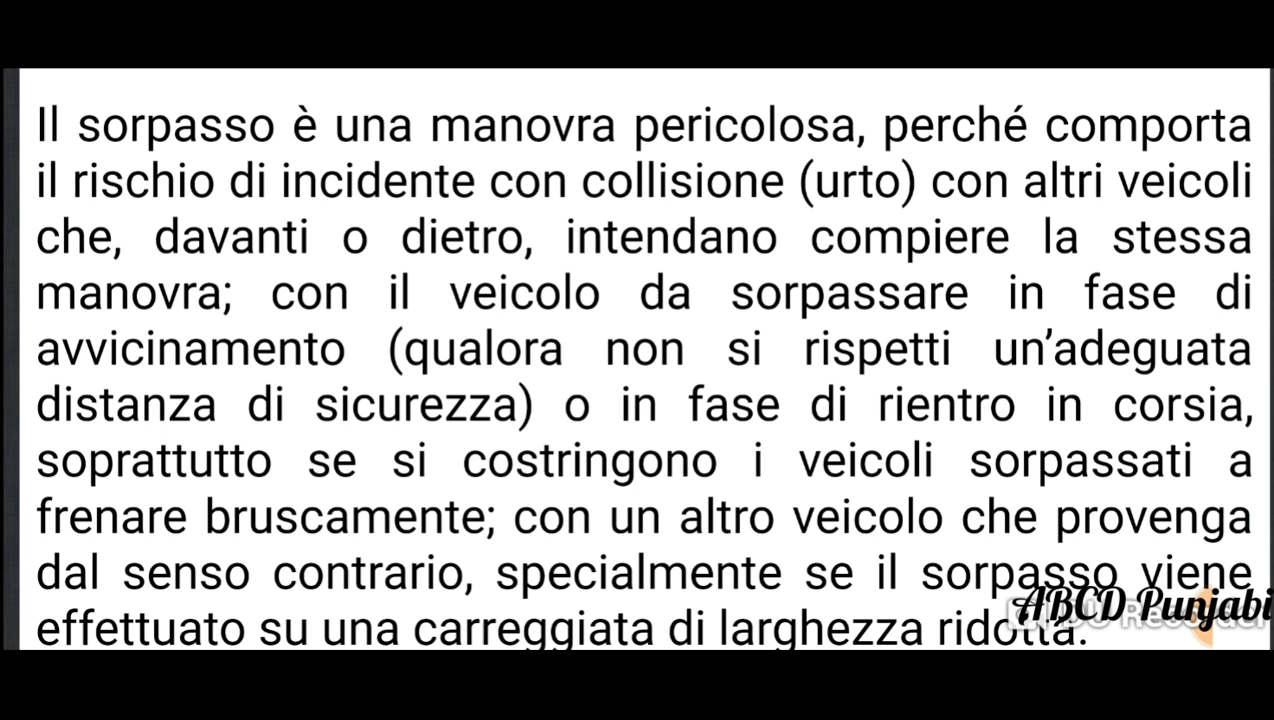 Il sorpasso è una manovra pericolosa, perché comporta
il rischio di incidente con collisione (urto) con altri veicoli
che, davanti o dietro, intendano compiere la stessa
manovra; con il veicolo da sorpassare in fase di
avvicinamento (qualora non si rispetti un’adeguata
distanza di sicurezza) o in fase di rientro in corsia,
soprattutto se si costringono i veicoli sorpassati a
frenare bruscamente; con un altro veicolo che provenga
dal senso contrario, specialmente se il sorpasso viene
effettuato su una carreggiata di larghezza ridotta.
ABCD Punjabi